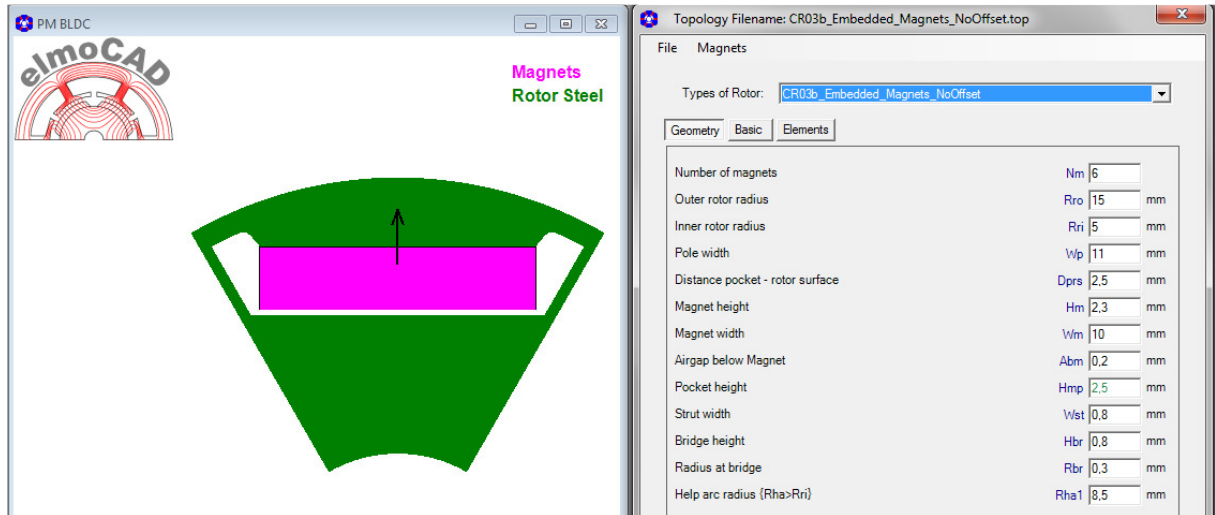 PM BLDC
elmoCAD
Magnets
Rotor Steel
Topology Filename: CR03b_Embedded_Magnets_NoOffset.top
File Magnets
Types of Rotor: CR03b_Embedded_Magnets_NoOffset
Geometry Basic Elements
Number of magnets Nm 6
Outer rotor radius Rro 15 mm
Inner rotor radius Rri 5 mm
Pole width Wp 11 mm
Distance pocket - rotor surface Dprs 2,5 mm
Magnet height Hm 2,3 mm
Magnet width Wm 10 mm
Airgap below Magnet Abm 0,2 mm
Pocket height Hmp 2,5 mm
Strut width Wst 0,8 mm
Bridge height Hbr 0,8 mm
Radius at bridge Rbr 0,3 mm
Help arc radius {Rha>Rri} Rha1 8,5 mm